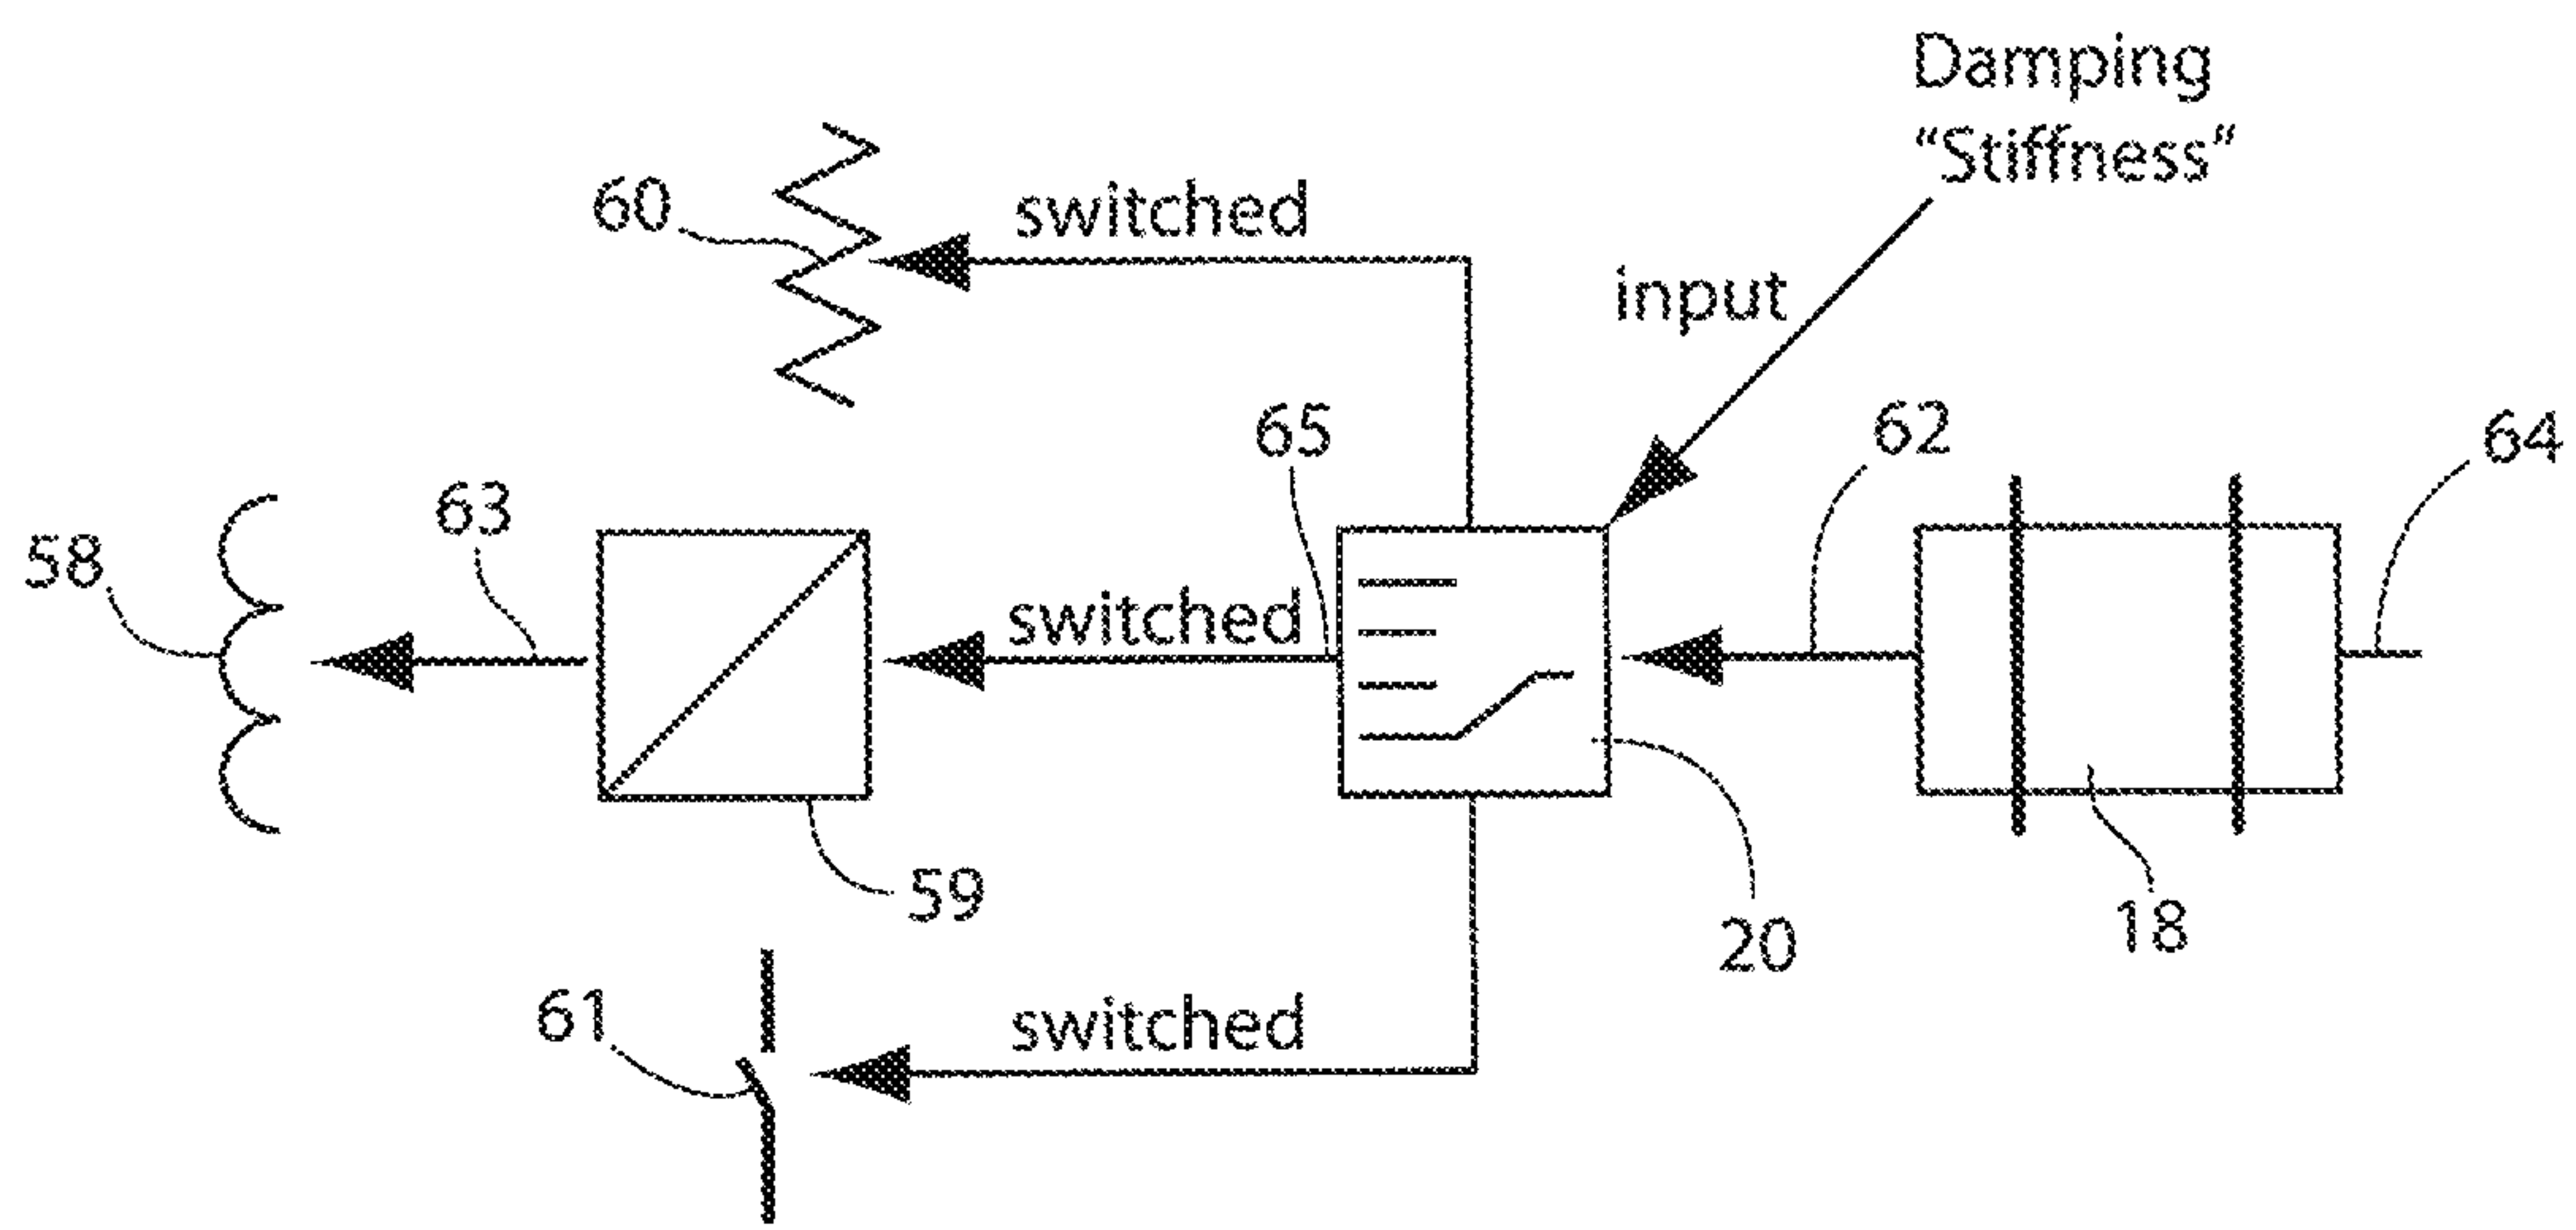 Damping
“Stiffness”
60
switched
input
65
62
64
63
58
switched
59
20
18
61
switched